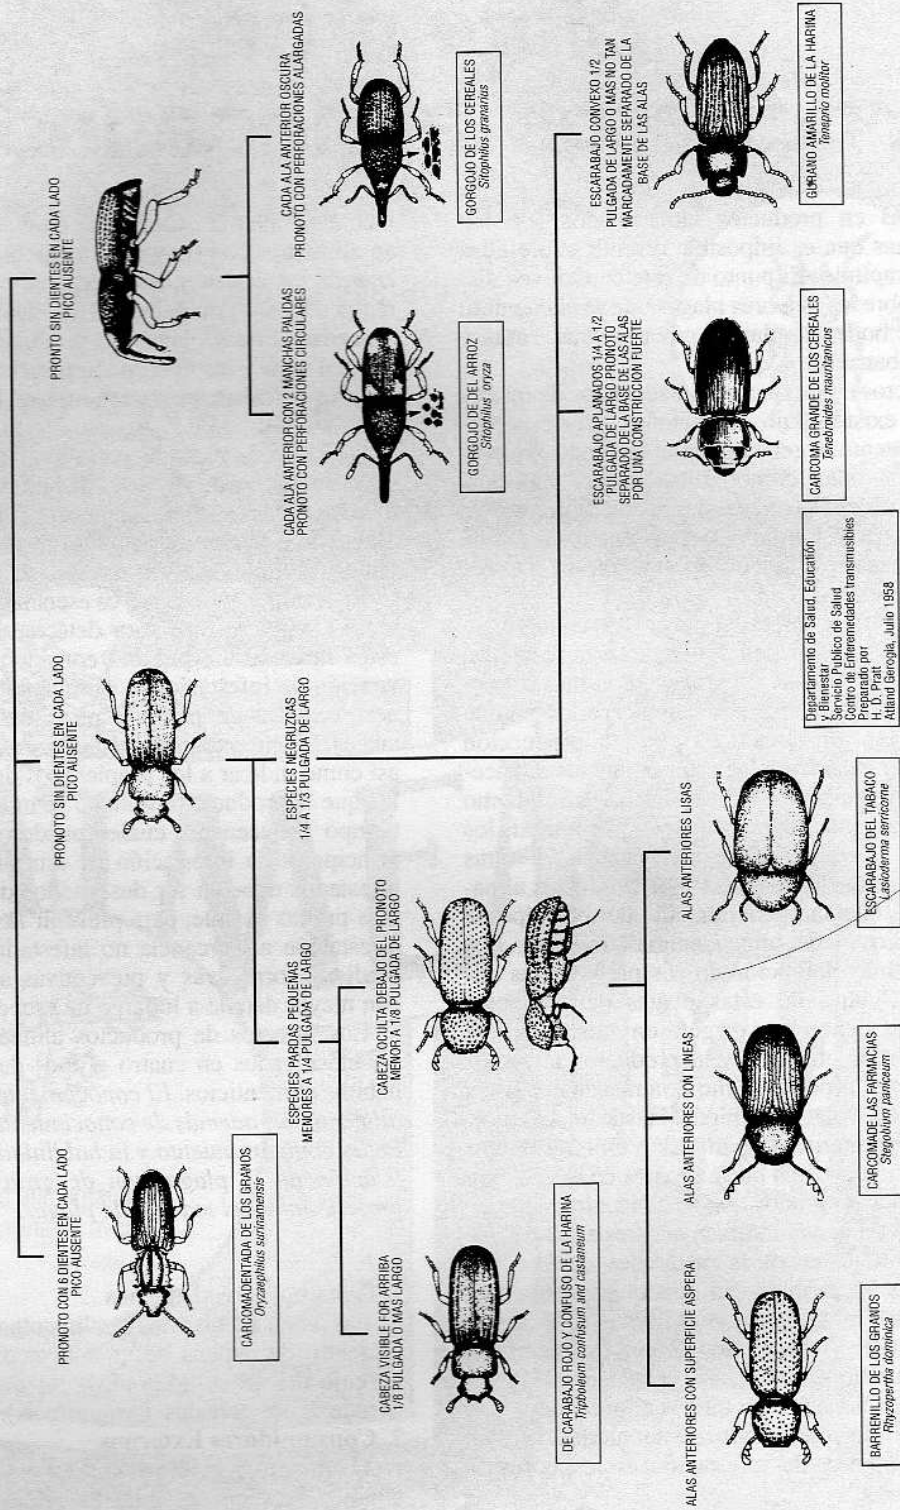 PRONOTO CON 6 DIENTES EN CADA LADO
PICO AUSENTE
CARCOMADENTADA DE LOS GRANOS
Oryzaephilus surinamensis
PRONOTO SIN DIENTES EN CADA LADO
PICO AUSENTE
PRONTO SIN DIENTES EN CADA LADO
PICO AUSENTE
CADA ALA ANTERIOR CON 2 MANCHAS PALIDAS
PRONOTO CON PERFORACIONES CIRCULARES
GORGOJO DE DEL ARROZ
Sitophilus oryza
CADA ALA ANTERIOR OSCURA
PRONOTO CON PERFORACIONES ALARGADAS
GORGOJO DE LOS CEREALES
Sitophilus granarius
ESPECIES PARDAS PEQUEÑAS
MENORES A 1/4 PULGADA DE LARGO
ESPECIES NEGRUZCAS
1/4 A 1/3 PULGADA DE LARGO
CABEZA VISIBLE FOR ARRIBA
1/8 PULGADA O MAS LARGO
DE CARABAJO ROJO Y CONFUSO DE LA HARINA
Tripboleum confusum and castaneum
CABEZA OCULTA DEBAJO DEL PRONOTO
MENOR A 1/8 PULGADA DE LARGO
ESCARABAJO APLANADOS 1/4 A 1/2
PULGADA DE LARGO PRONOTO
SEPARADO DE LA BASE DE LAS ALAS
POR UNA CONSTRICCION FUERTE
CARCOMA GRANDE DE LOS CEREALES
Tenebroides mauritanicus
ESCARABAJO CONVEXO 1/2
PULGADA DE LARGO O MAS NO TAN
MARCADAMENTE SEPARADO DE LA
BASE DE LAS ALAS
GURANO AMARILLO DE LA HARINA
Teneprio molitor
ALAS ANTERIORES CON SUPERFICIE ASPERA
BARRENILLO DE LOS GRANOS
Rhyzopertha dominica
ALAS ANTERIORES CON LINEAS
CARCOMADE LAS FARMACIAS
Stegobium paniceum
ALAS ANTERIORES LISAS
ESCARABAJO DEL TABACO
Lasioderma serricorne
Departamento de Salud, Educatión
y Bienestar
Servicio Publico de Salud
Contro de Enferemedades transmusibies
Preparado por
H. D. Pratt
Atland Gerogia, Julio 1958